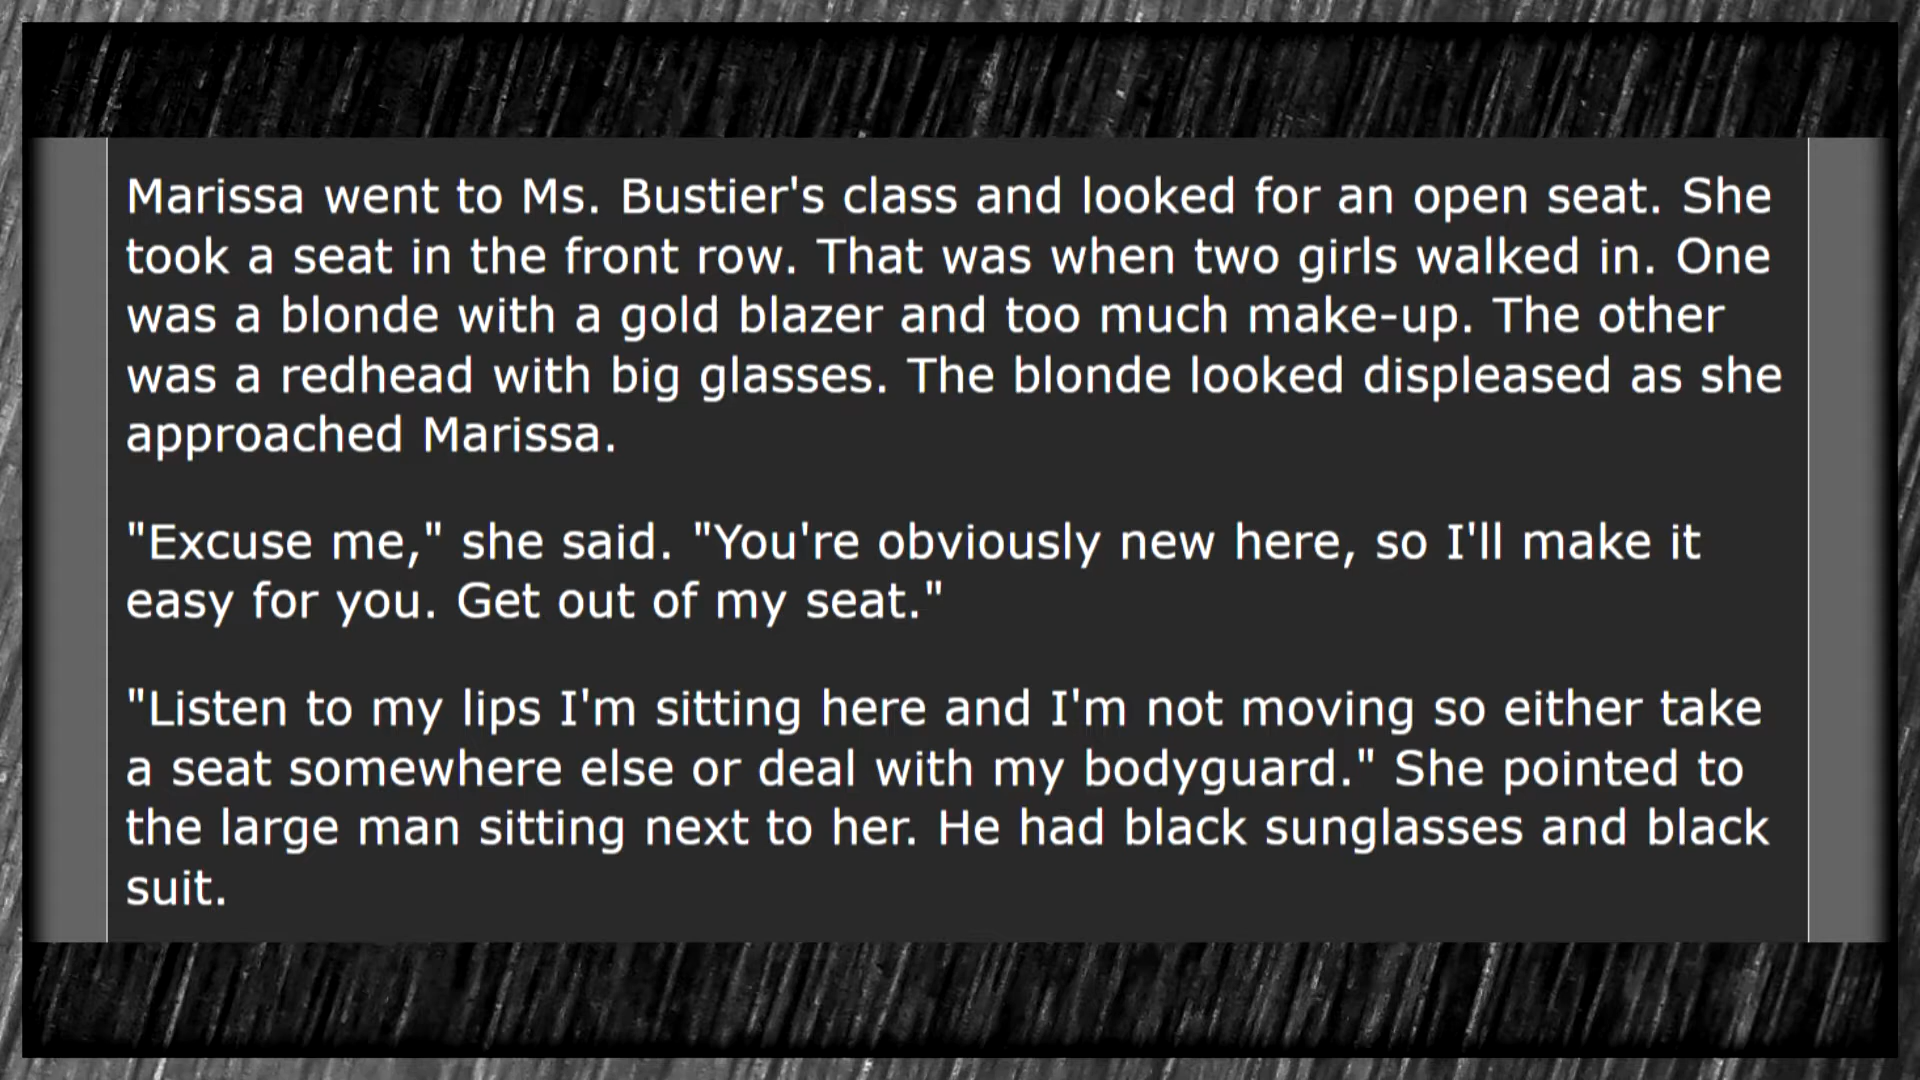 Marissa went to Ms. Bustier's class and looked for an open seat. She
took a seat in the front row. That was when two girls walked in. One
was a blonde with a gold blazer and too much make-up. The other
was a redhead with big glasses. The blonde looked displeased as she
approached Marissa.
"Excuse me," she said. "You're obviously new here, so I'll make it
easy for you. Get out of my seat."
"Listen to my lips I'm sitting here and I'm not moving so either take
a seat somewhere else or deal with my bodyguard." She pointed to
the large man sitting next to her. He had black sunglasses and black
suit.